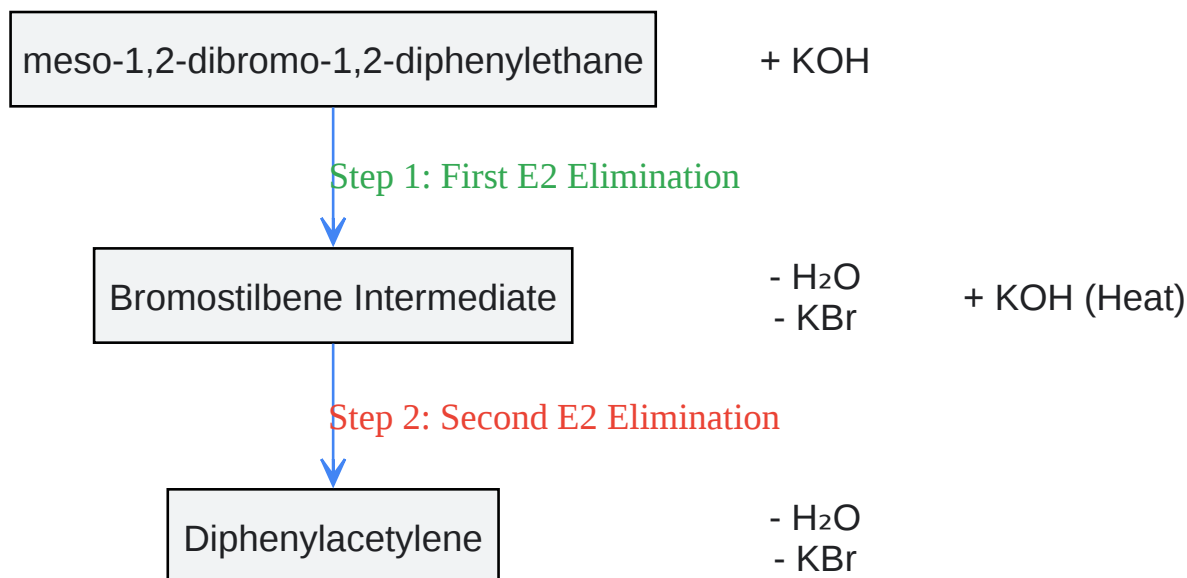 meso-1,2-dibromo-1,2-diphenylethane
+ KOH
Step 1: First E2 Elimination
Bromostilbene Intermediate
- H₂O
- KBr
+ KOH (Heat)
Step 2: Second E2 Elimination
Diphenylacetylene
- H₂O
- KBr